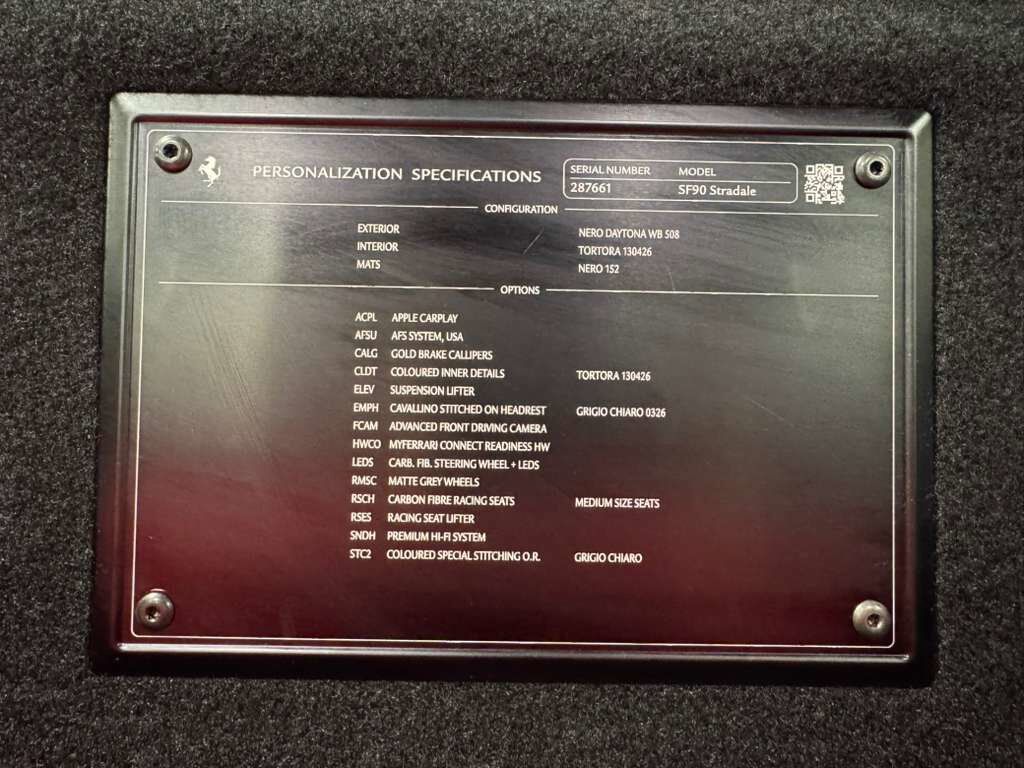 PERSONALIZATION SPECIFICATIONS
SERIAL NUMBER MODEL
287661 SF90 Stradale
CONFIGURATION
EXTERIOR NERO DAYTONA WB 508
INTERIOR TORTORA 130426
MATS NERO 152
OPTIONS
ACPL APPLE CARPLAY
AFSU AFS SYSTEM, USA
CALG GOLD BRAKE CALLIPERS
CLDT COLOURED INNER DETAILS TORTORA 130426
ELEV SUSPENSION LIFTER
EMPH CAVALLINO STITCHED ON HEADREST GRIGIO CHIARO 0326
FCAM ADVANCED FRONT DRIVING CAMERA
HWCO MYFERRARI CONNECT READINESS HW
LEDS CARB. FIB. STEERING WHEEL + LEDS
RMSC MATTE GREY WHEELS
RSCH CARBON FIBRE RACING SEATS MEDIUM SIZE SEATS
RSES RACING SEAT LIFTER
SNDH PREMIUM HI-FI SYSTEM
STC2 COLOURED SPECIAL STITCHING O.R. GRIGIO CHIARO